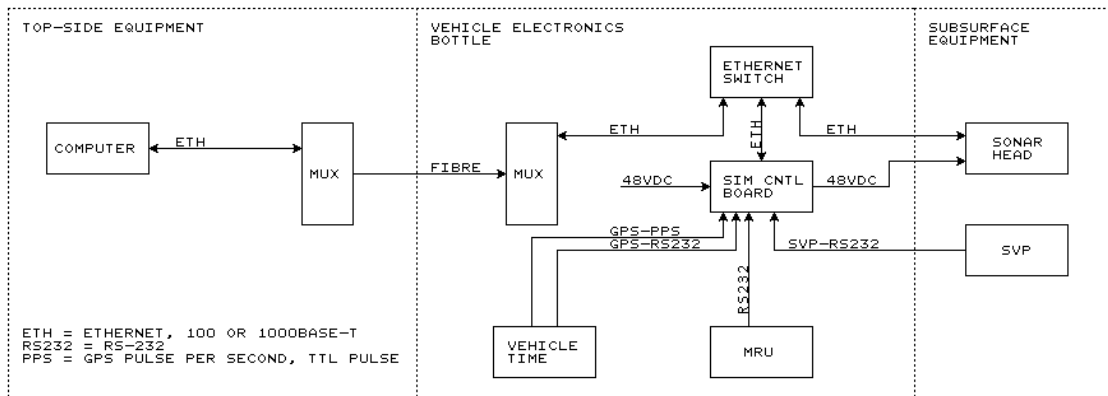 TOP-SIDE EQUIPMENT
VEHICLE ELECTRONICS
BOTTLE
SUBSURFACE
EQUIPMENT
ETHERNET
SWITCH
COMPUTER
ETH
MUX
FIBRE
MUX
ETH
ETH
ETH
SONAR
HEAD
48VDC
SIM CNTL
BOARD
48VDC
GPS-PPS
GPS-RS232
SVP-RS232
SVP
RS232
VEHICLE
TIME
MRU
ETH = ETHERNET, 100 OR 1000BASE-T
RS232 = RS-232
PPS = GPS PULSE PER SECOND, TTL PULSE